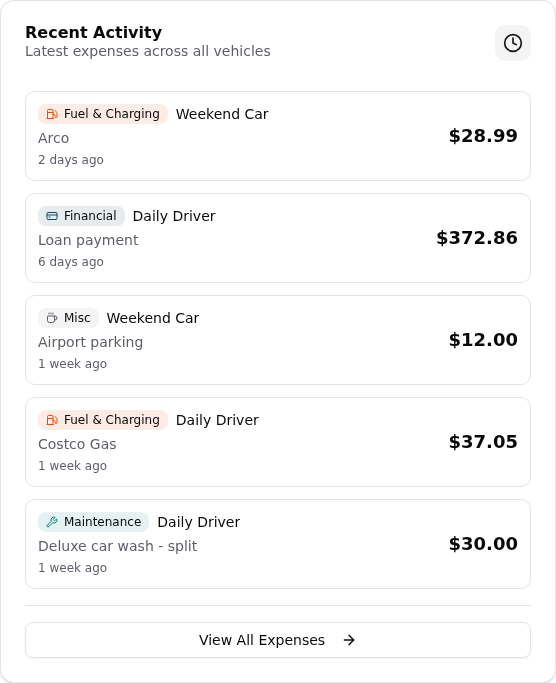 Recent Activity
Latest expenses across all vehicles
Fuel & Charging Weekend Car
Arco
$28.99
2 days ago
Financial Daily Driver
Loan payment
$372.86
6 days ago
Misc Weekend Car
Airport parking
$12.00
1 week ago
Fuel & Charging Daily Driver
Costco Gas
$37.05
1 week ago
Maintenance Daily Driver
Deluxe car wash - split
$30.00
1 week ago
View All Expenses